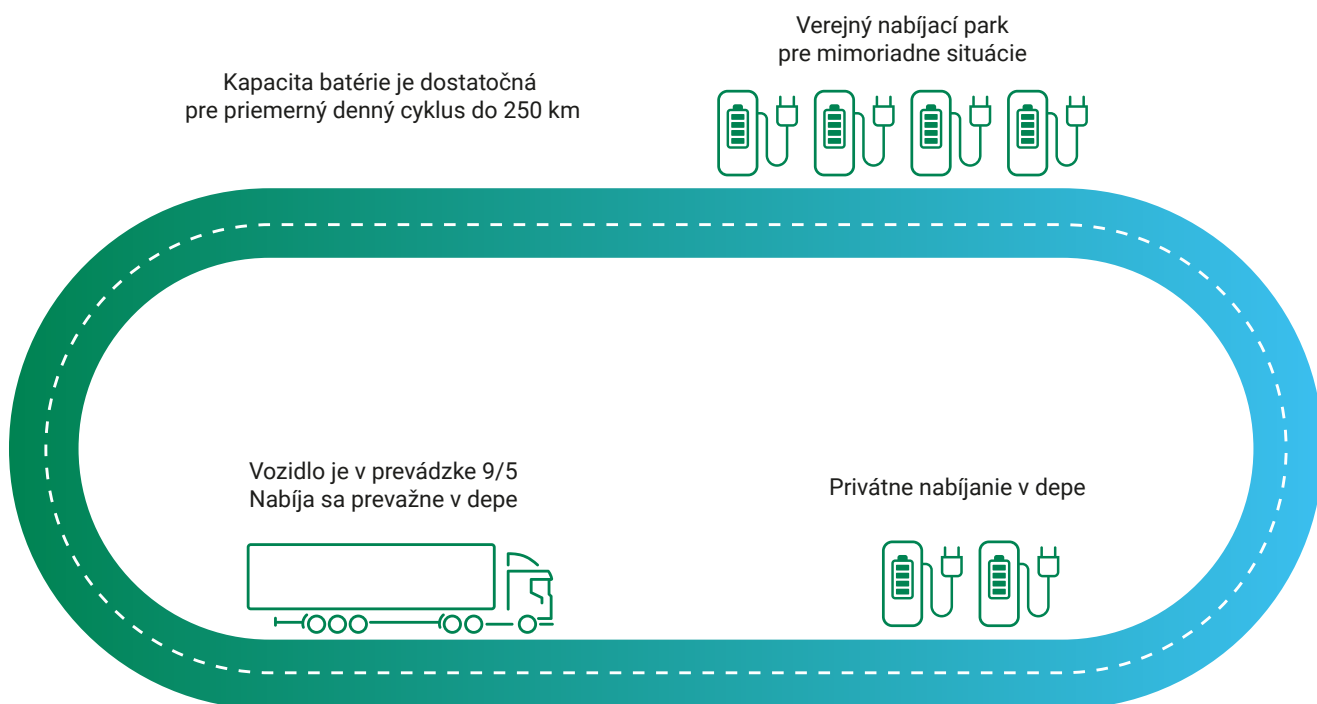 Verejný nabíjací park
pre mimoriadne situácie
Kapacita batérie je dostatočná
pre priemerný denný cyklus do 250 km
Vozidlo je v prevádzke 9/5
Nabíja sa prevažne v depe
Privátne nabíjanie v depe